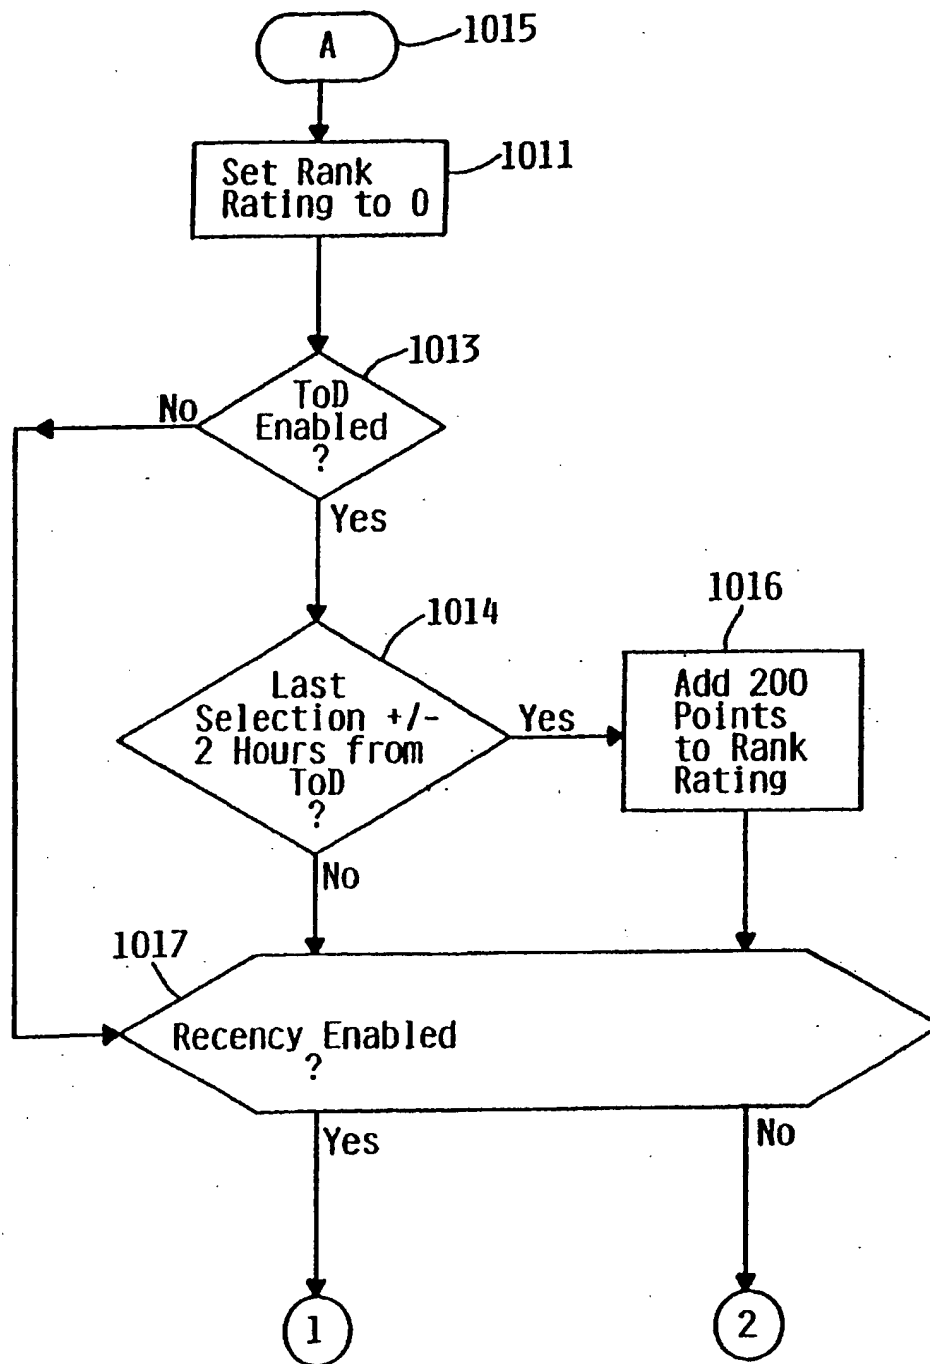 A
1015
Set Rank
Rating to 0
1011
1013
ToD
Enabled
?
No
Yes
1014
Last
Selection +/-
2 Hours from
ToD
?
Yes
1016
Add 200
Points
to Rank
Rating
No
1017
Recency Enabled
?
Yes
No
1
2